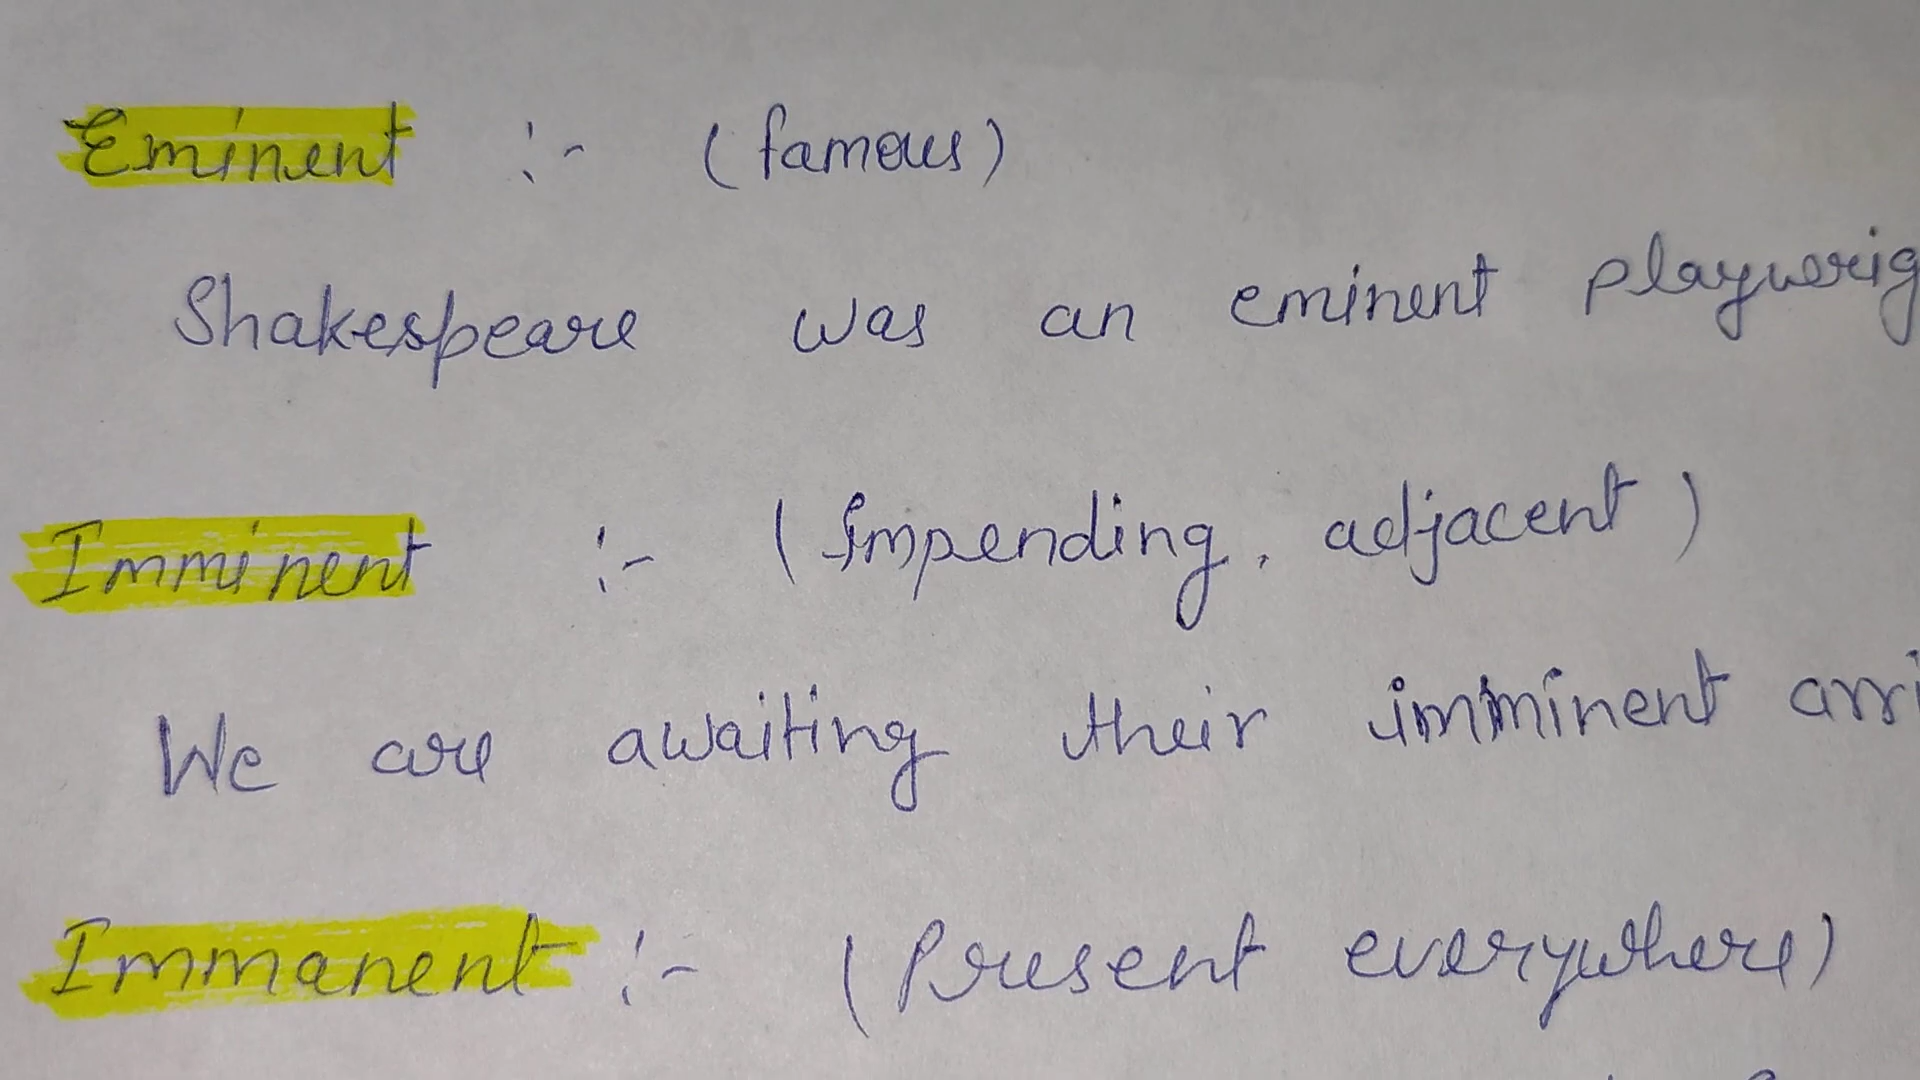 Eminent :- (famous)
Shakespeare was an eminent playwrig
Imminent :- (Impending, adjacent)
We are awaiting their imminent arri
Immanent :- (Present everywhere)